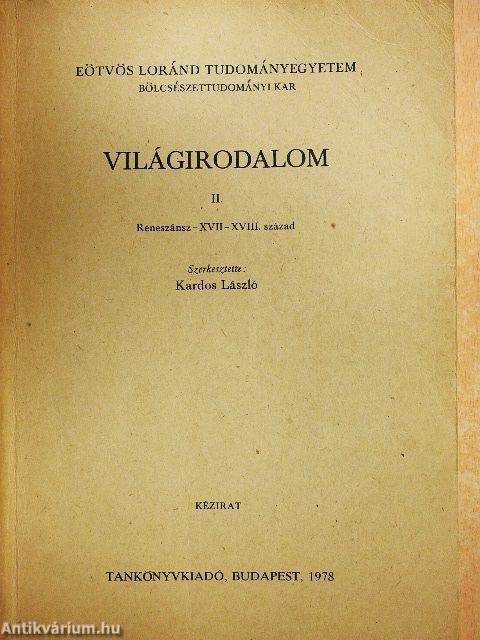 EÖTVÖS LORÁND TUDOMÁNYEGYETEM
BÖLCSÉSZETTUDOMÁNYI KAR
VILÁGIRODALOM
II.
Reneszánsz–XVII–XVIII. század
Szerkesztette:
Kardos László
KÉZIRAT
TANKÖNYVKIADÓ, BUDAPEST, 1978
Antikvárium.hu